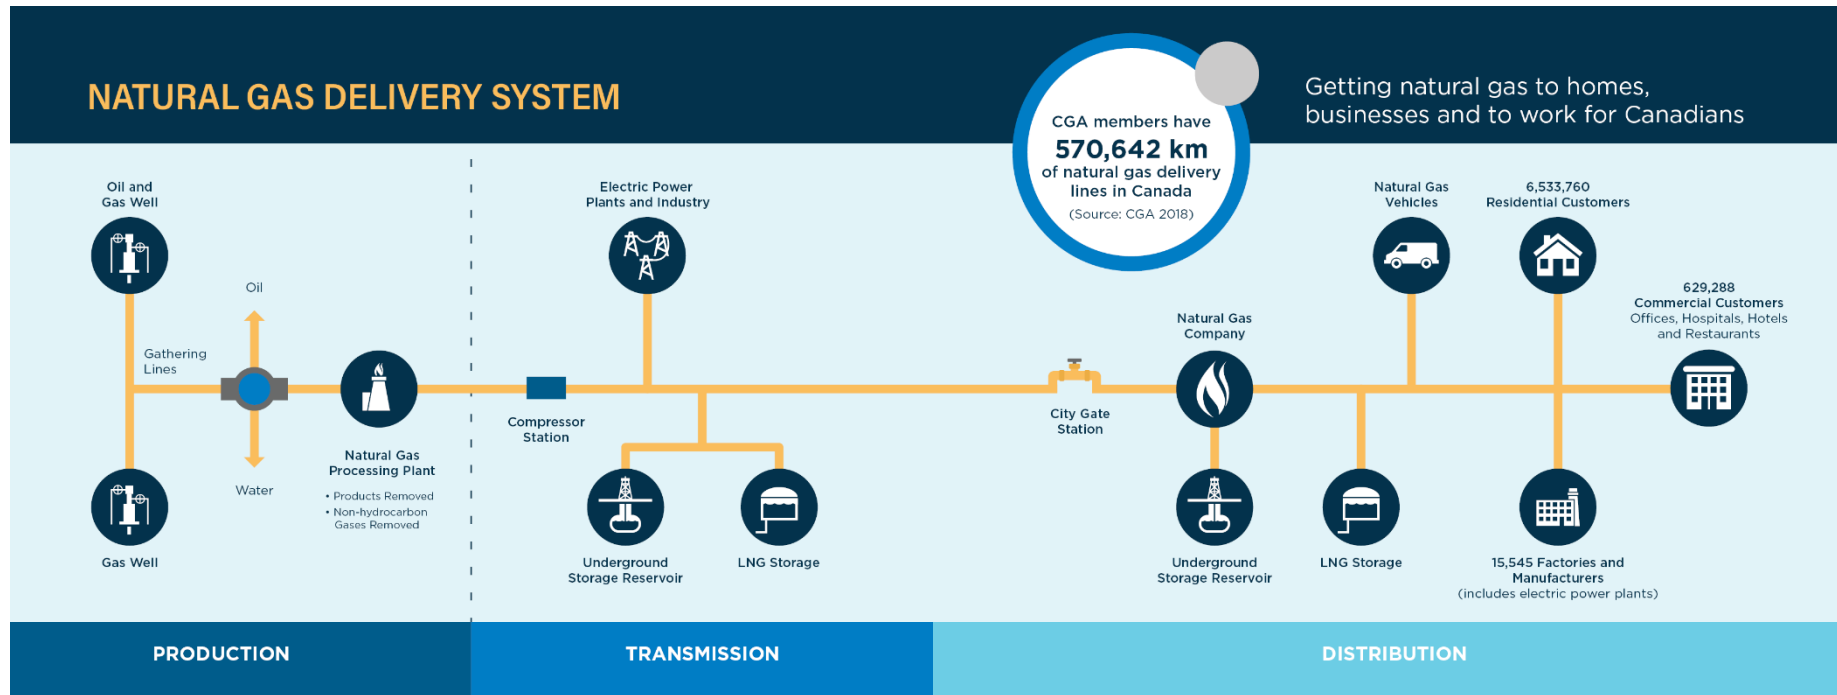 NATURAL GAS DELIVERY SYSTEM
CGA members have
570,642 km
of natural gas delivery
lines in Canada
(Source: CGA 2018)
Getting natural gas to homes,
businesses and to work for Canadians
Oil and
Gas Well
Oil
Gathering
Lines
Water
Gas Well
Natural Gas
Processing Plant
• Products Removed
• Non-hydrocarbon
Gases Removed
Electric Power
Plants and Industry
Compressor
Station
Underground
Storage Reservoir
LNG Storage
City Gate
Station
Natural Gas
Company
Underground
Storage Reservoir
LNG Storage
Natural Gas
Vehicles
6,533,760
Residential Customers
629,288
Commercial Customers
Offices, Hospitals, Hotels
and Restaurants
15,545 Factories and
Manufacturers
(includes electric power plants)
PRODUCTION
TRANSMISSION
DISTRIBUTION